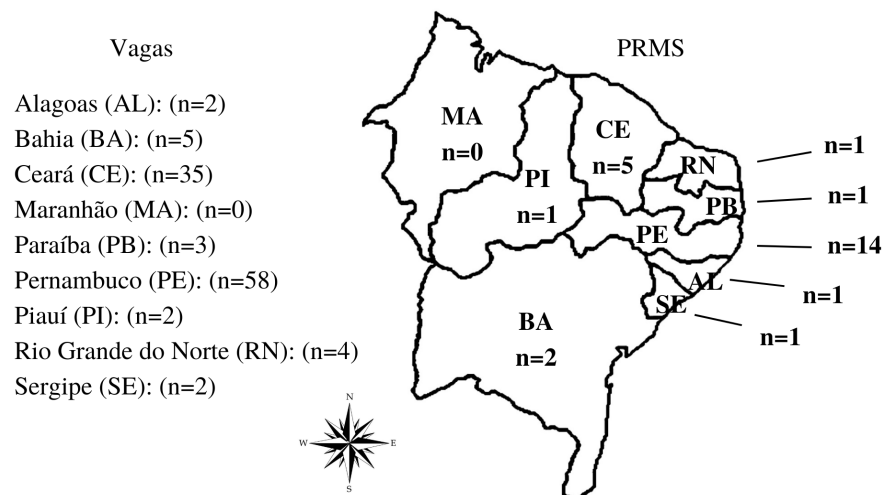 Vagas
PRMS
Alagoas (AL): (n=2)
Bahia (BA): (n=5)
Ceará (CE): (n=35)
Maranhão (MA): (n=0)
Paraíba (PB): (n=3)
Pernambuco (PE): (n=58)
Piauí (PI): (n=2)
Rio Grande do Norte (RN): (n=4)
Sergipe (SE): (n=2)
MA
n=0
PI
n=1
CE
n=5
RN
n=1
PB
n=1
PE
n=14
AL
n=1
SE
n=1
BA
n=2
N
W
E
S